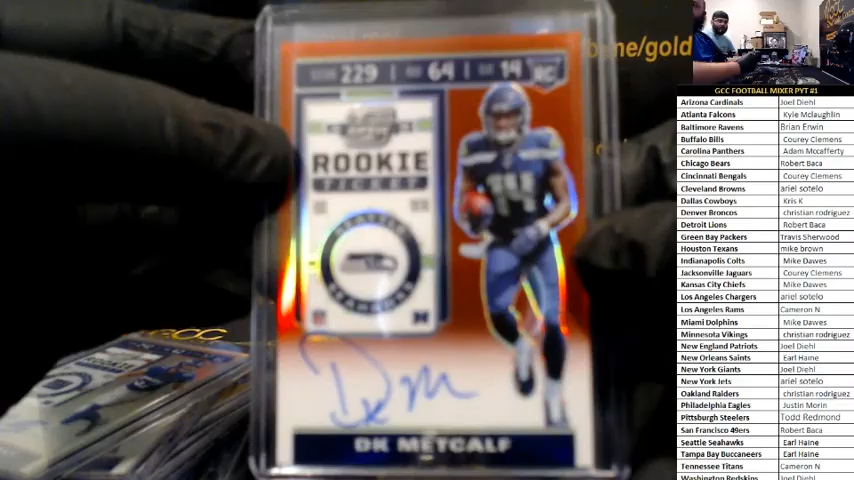 me/gold
229 | 64 | 14 RC
ROOKIE
TICKET
SEATTLE
SEAHAWKS
DK METCALF
GCC
GCC FOOTBALL MIXER PYT #1
Arizona Cardinals Joel Diehl
Atlanta Falcons Kyle Mclaughlin
Baltimore Ravens Brian Erwin
Buffalo Bills Courey Clemens
Carolina Panthers Adam Mccafferty
Chicago Bears Robert Baca
Cincinnati Bengals Courey Clemens
Cleveland Browns ariel sotelo
Dallas Cowboys Kris K
Denver Broncos christian rodriguez
Detroit Lions Robert Baca
Green Bay Packers Travis Sherwood
Houston Texans mike brown
Indianapolis Colts Mike Dawes
Jacksonville Jaguars Courey Clemens
Kansas City Chiefs Mike Dawes
Los Angeles Chargers ariel sotelo
Los Angeles Rams Cameron N
Miami Dolphins Mike Dawes
Minnesota Vikings christian rodriguez
New England Patriots Joel Diehl
New Orleans Saints Earl Haine
New York Giants Joel Diehl
New York Jets ariel sotelo
Oakland Raiders christian rodriguez
Philadelphia Eagles Justin Morin
Pittsburgh Steelers Todd Redmond
San Francisco 49ers Robert Baca
Seattle Seahawks Earl Haine
Tampa Bay Buccaneers Earl Haine
Tennessee Titans Cameron N
Washington Redskins Joel Diehl